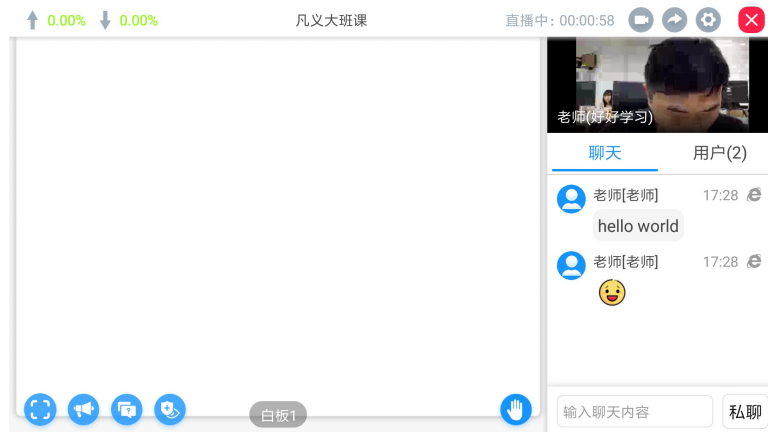 0.00% 0.00% 凡义大班课 直播中: 00:00:58
老师(好好学习)
聊天 用户(2)
老师[老师] 17:28
hello world
老师[老师] 17:28
白板1
输入聊天内容 私聊